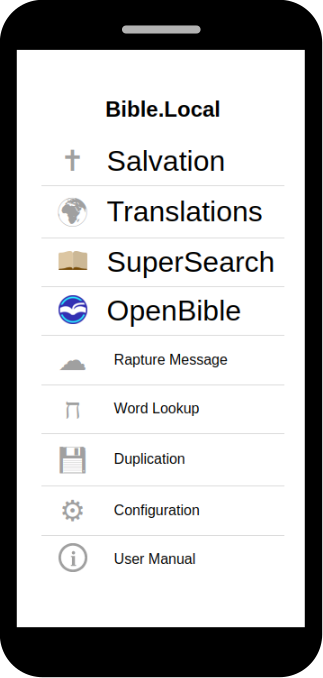 Bible.Local
Salvation
Translations
SuperSearch
OpenBible
Rapture Message
ח Word Lookup
Duplication
Configuration
User Manual